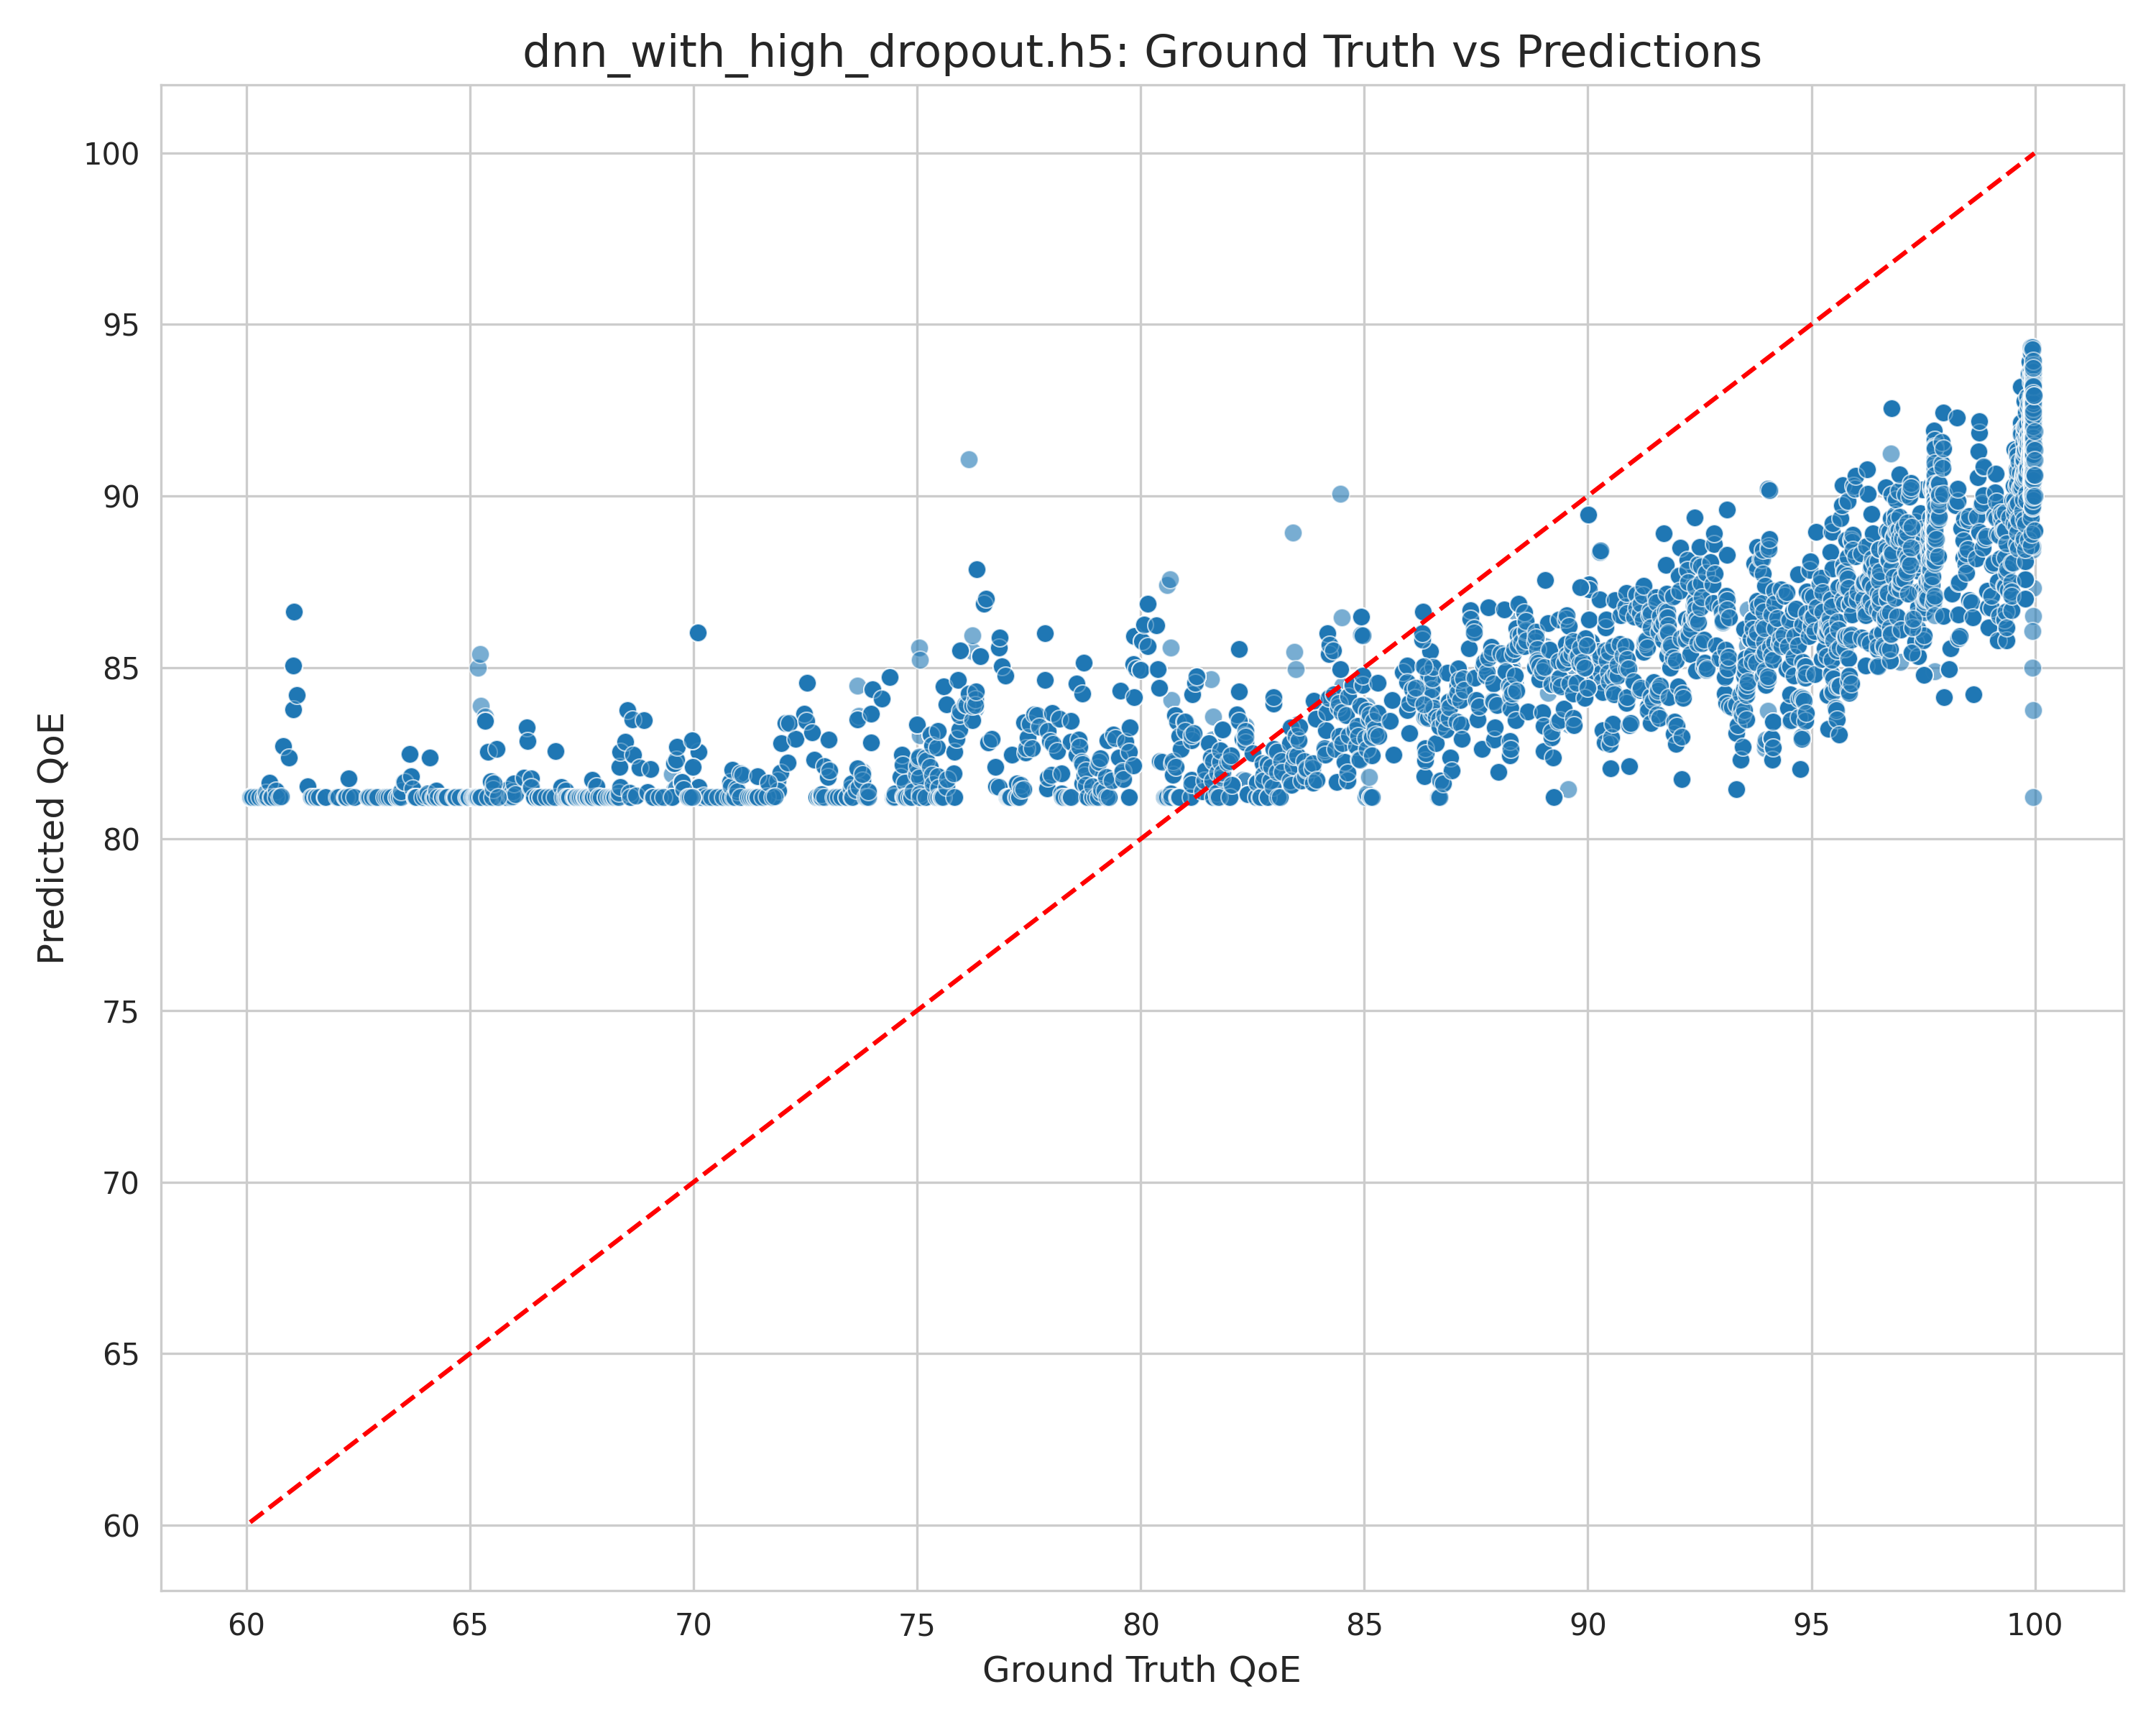 dnn_with_high_dropout.h5: Ground Truth vs Predictions
100
95
90
85
80
75
70
65
60
Predicted QoE
60 65 70 75 80 85 90 95 100
Ground Truth QoE